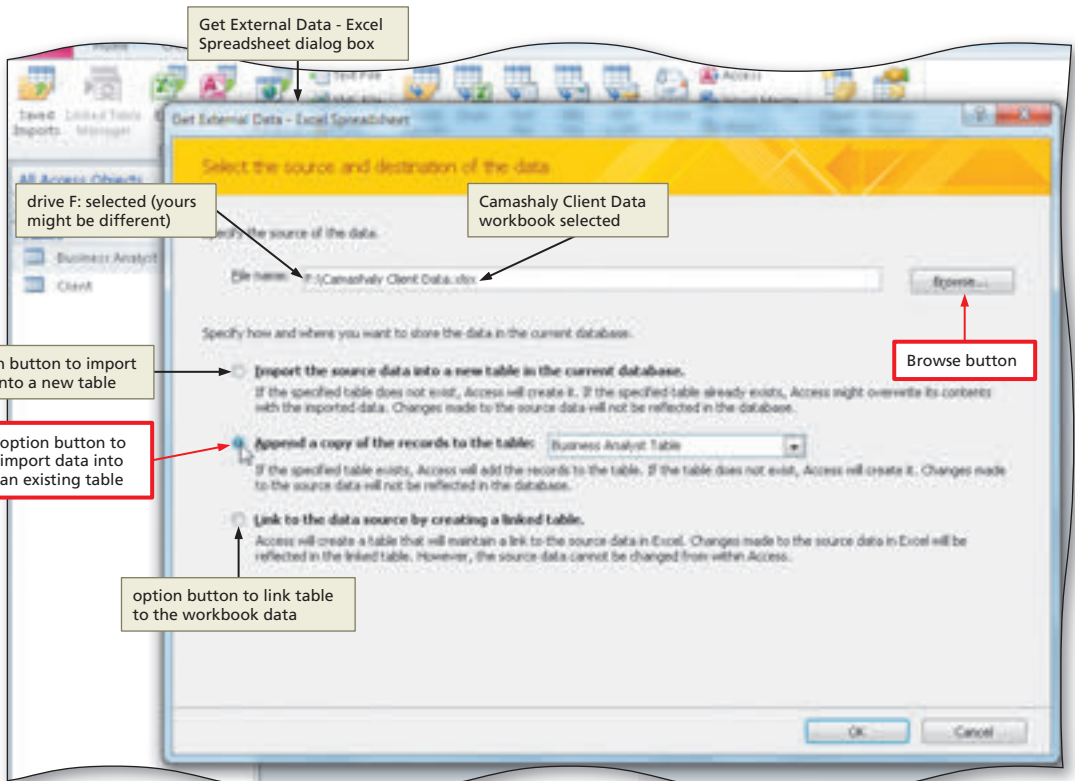 Get External Data - Excel
Spreadsheet dialog box
Text File
Access
Saved Linked Table
Imports Manager
Get External Data - Excel Spreadsheet
Select the source and destination of the data
All Access Objects
drive F: selected (yours
might be different)
Camashaly Client Data
workbook selected
the source of the data.
Business Analyst
Client
File name: F:\Camashaly Client Data.xlsx
Browse...
Specify how and where you want to store the data in the current database.
Browse button
n button to import
nto a new table
Import the source data into a new table in the current database.
If the specified table does not exist, Access will create it. If the specified table already exists, Access might overwrite its contents
with the imported data. Changes made to the source data will not be reflected in the database.
option button to
import data into
an existing table
Append a copy of the records to the table: Business Analyst Table
If the specified table exists, Access will add the records to the table. If the table does not exist, Access will create it. Changes made
to the source data will not be reflected in the database.
Link to the data source by creating a linked table.
Access will create a table that will maintain a link to the source data in Excel. Changes made to the source data in Excel will be
reflected in the linked table. However, the source data cannot be changed from within Access.
option button to link table
to the workbook data
OK
Cancel